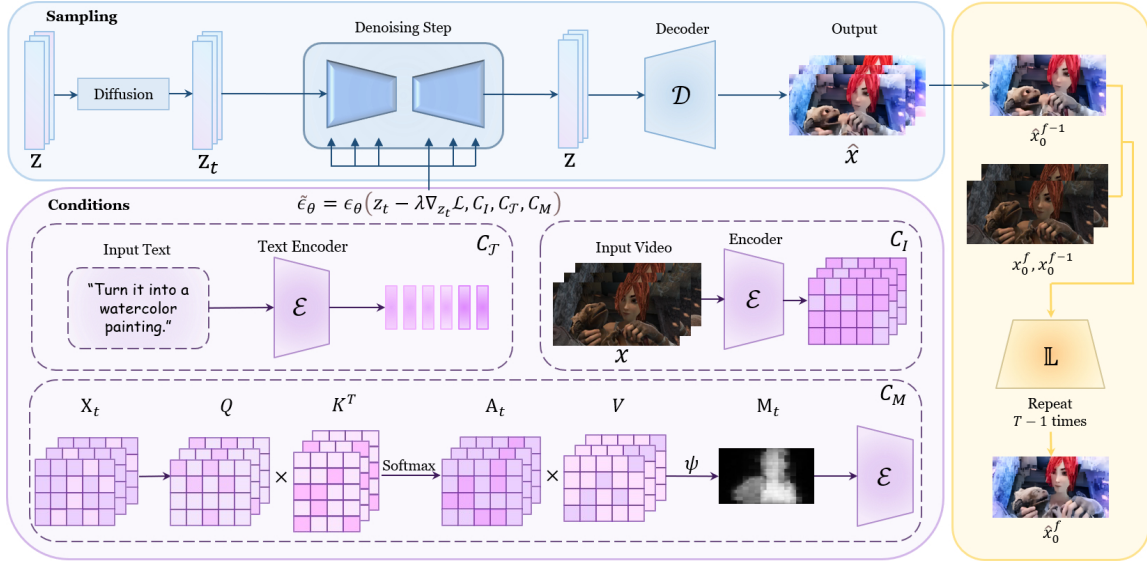 Sampling
Denoising Step
Decoder
Output
Diffusion
𝒟
z
z_t
z
x̂
x̂_0^{f−1}
x_0^f, x_0^{f−1}
𝕃
Repeat
T − 1 times
x̂_0^f
Conditions
ε̃_θ = ϵ_θ(z_t − λ∇_{z_t}ℒ, C_I, C_𝒯, C_M)
Input Text
Text Encoder
C_𝒯
“Turn it into a
watercolor
painting.”
ℰ
Input Video
Encoder
C_I
ℰ
x
X_t
Q
K^T
A_t
V
M_t
C_M
×
Softmax
×
ψ
ℰ